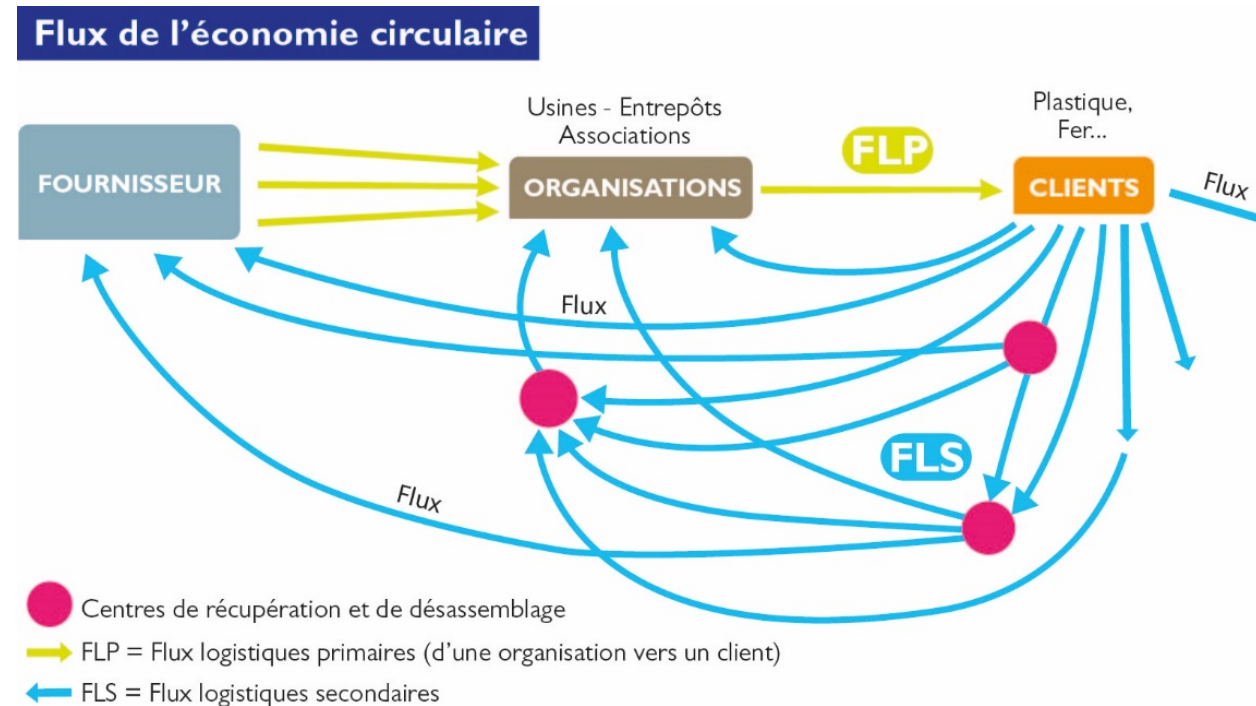 Flux de l’économie circulaire
Usines - Entrepôts
Associations
Plastique,
Fer...
FOURNISSEUR
ORGANISATIONS
FLP
CLIENTS
Flux
Flux
FLS
Flux
Centres de récupération et de désassemblage
FLP = Flux logistiques primaires (d’une organisation vers un client)
FLS = Flux logistiques secondaires